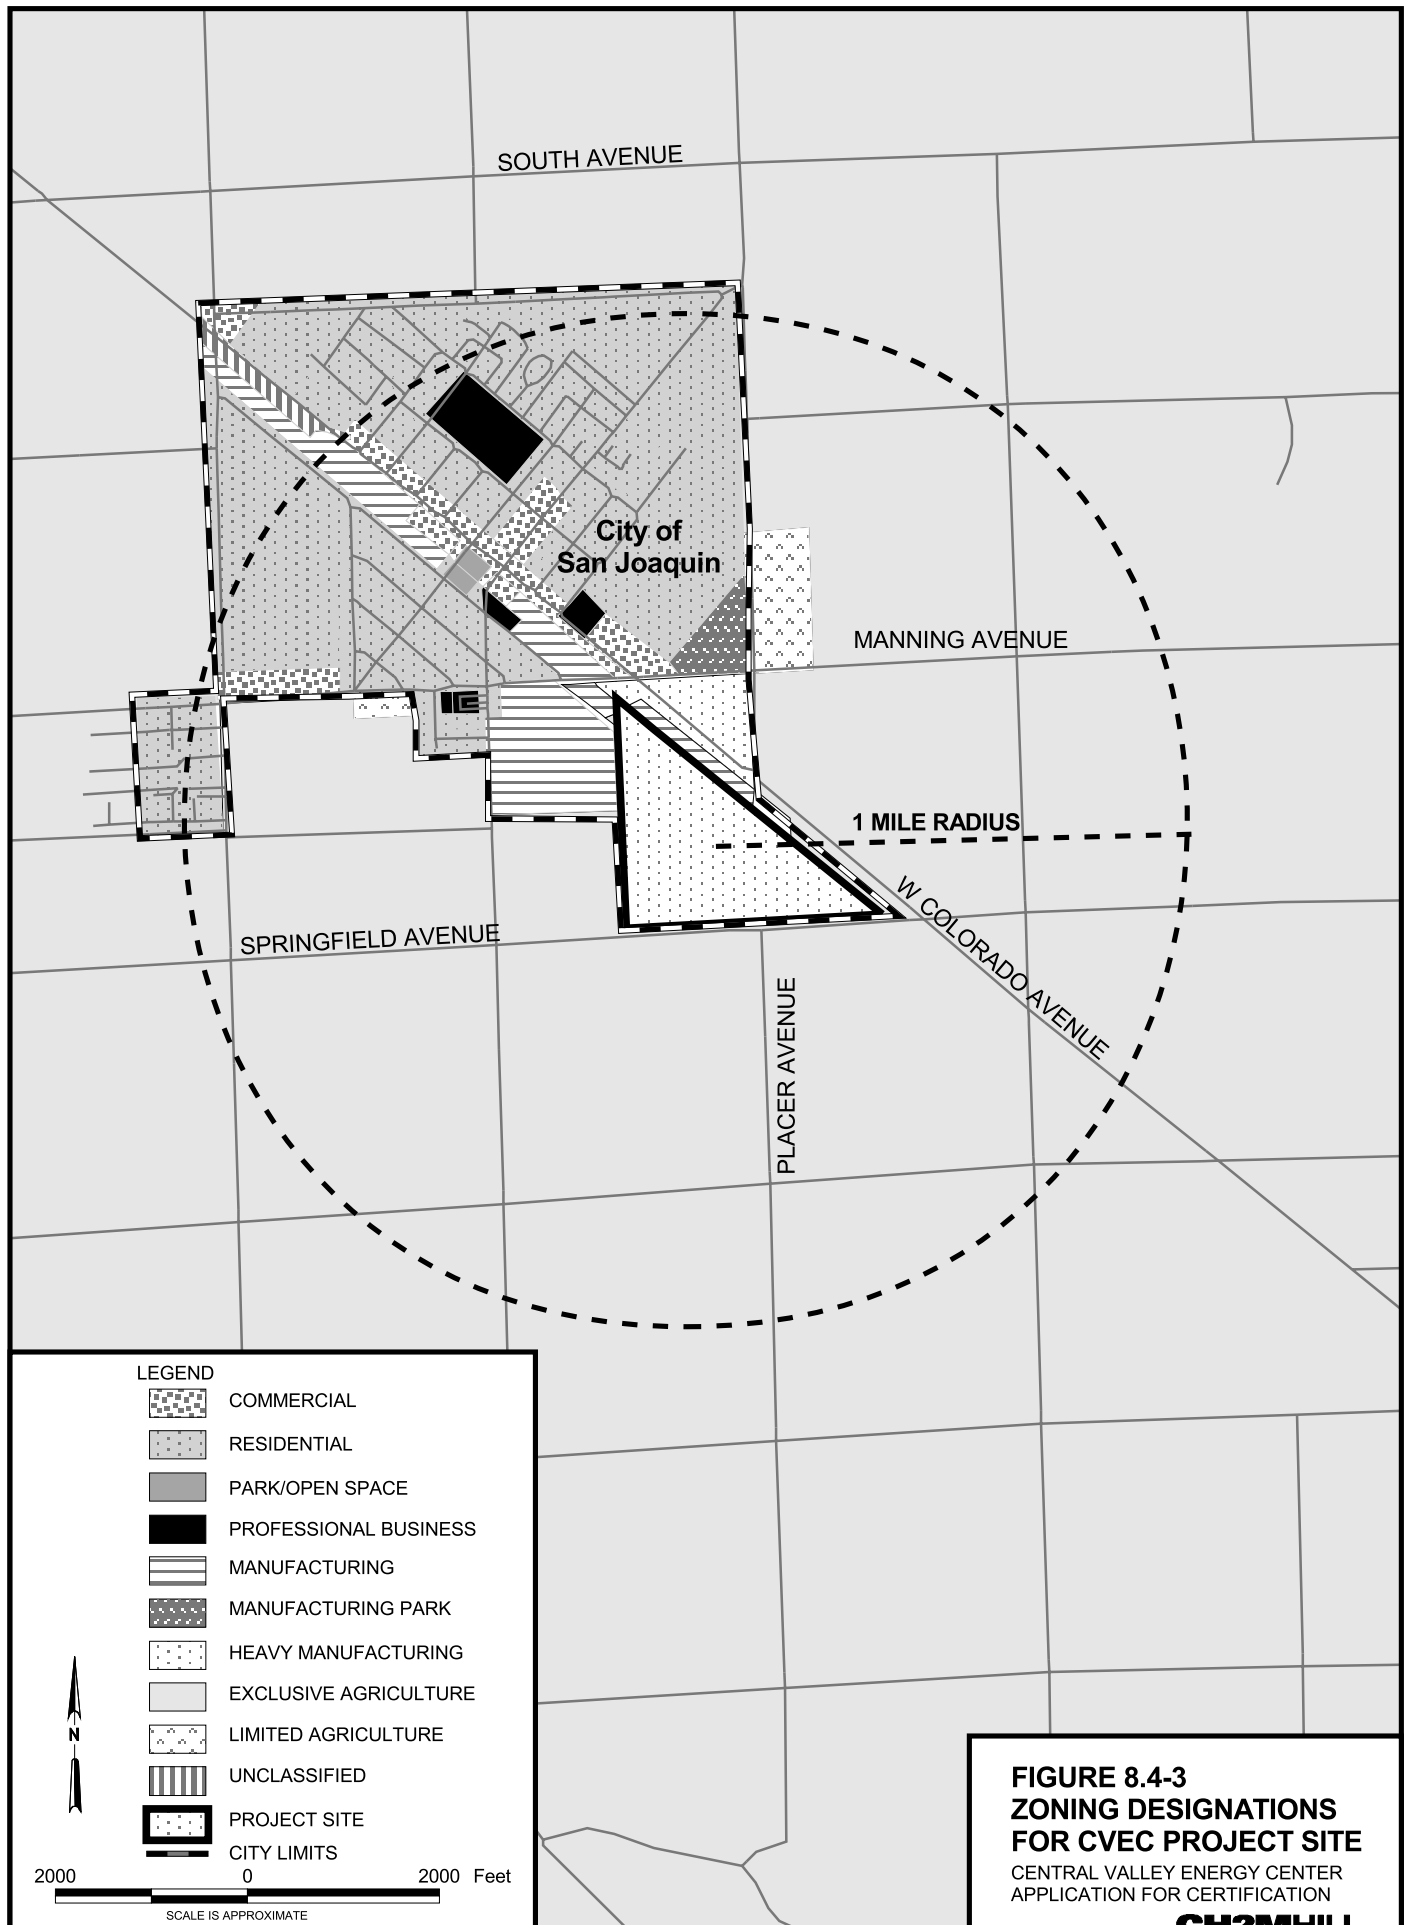 SOUTH AVENUE
City of
San Joaquin
MANNING AVENUE
1 MILE RADIUS
W COLORADO AVENUE
SPRINGFIELD AVENUE
PLACER AVENUE
LEGEND
COMMERCIAL
RESIDENTIAL
PARK/OPEN SPACE
PROFESSIONAL BUSINESS
MANUFACTURING
MANUFACTURING PARK
HEAVY MANUFACTURING
EXCLUSIVE AGRICULTURE
LIMITED AGRICULTURE
UNCLASSIFIED
PROJECT SITE
CITY LIMITS
N
2000 0 2000 Feet
SCALE IS APPROXIMATE
FIGURE 8.4-3
ZONING DESIGNATIONS
FOR CVEC PROJECT SITE
CENTRAL VALLEY ENERGY CENTER
APPLICATION FOR CERTIFICATION
CH2MHILL